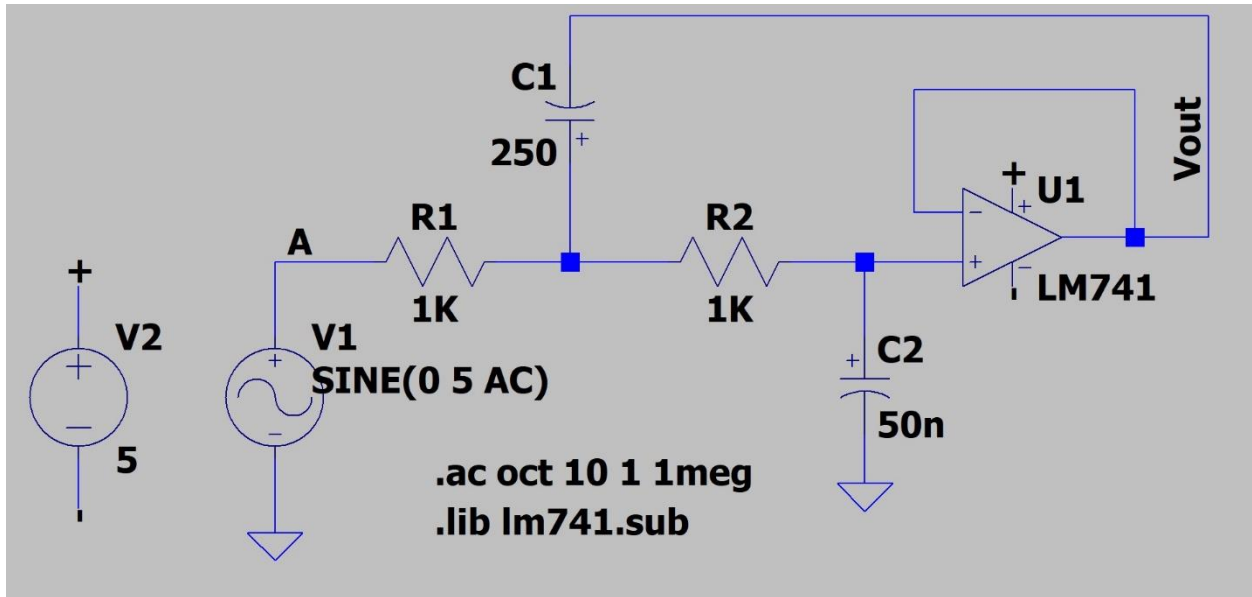 C1
250
+
Vout
R1
R2
+
U1
+
A
-
+
LM741
-
-
+
1K
1K
V2
V1
+
C2
+
+
SINE(0 5 AC)
50n
-
-
5
.ac oct 10 1 1meg
.lib lm741.sub
-